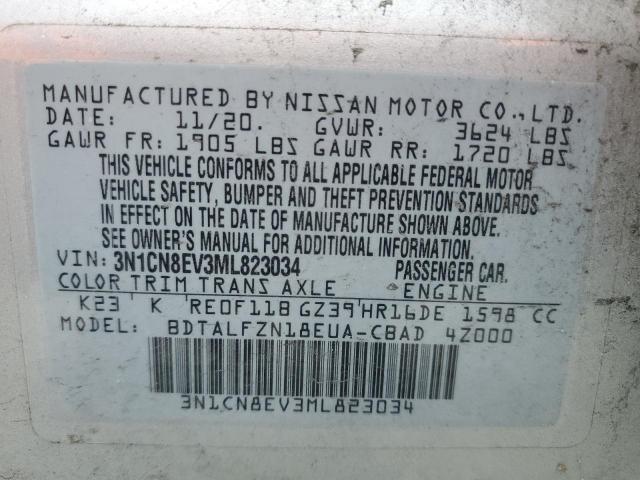 MANUFACTURED BY NISSAN MOTOR CO., LTD.
DATE: 11/20. GVWR: 3624 LBS
GAWR FR: 1905 LBS GAWR RR: 1720 LBS
THIS VEHICLE CONFORMS TO ALL APPLICABLE FEDERAL MOTOR
VEHICLE SAFETY, BUMPER AND THEFT PREVENTION STANDARDS
IN EFFECT ON THE DATE OF MANUFACTURE SHOWN ABOVE.
SEE OWNER'S MANUAL FOR ADDITIONAL INFORMATION.
VIN: 3N1CN8EV3ML823034 PASSENGER CAR.
COLOR TRIM TRANS AXLE ENGINE
K23 K RE0F11B GZ39 HR16DE 1598 CC
MODEL: BDTALFZN18EUA-CBAD 4Z000
3N1CN8EV3ML823034